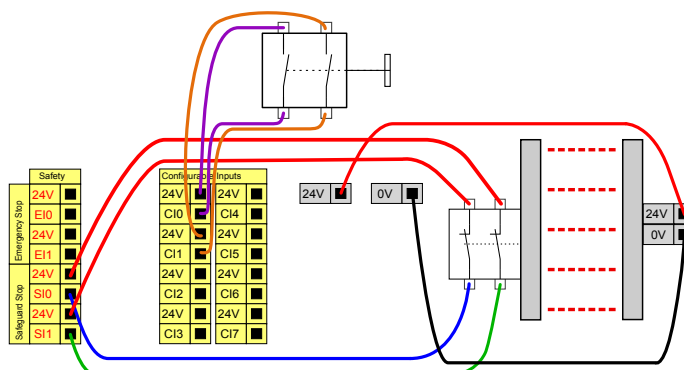 Safety
Emergency Stop
24V
EI0
24V
EI1
Safeguard Stop
24V
SI0
24V
SI1
Configurable Inputs
24V 24V
CI0 CI4
24V 24V
CI1 CI5
24V 24V
CI2 CI6
24V 24V
CI3 CI7
24V
0V
24V
0V